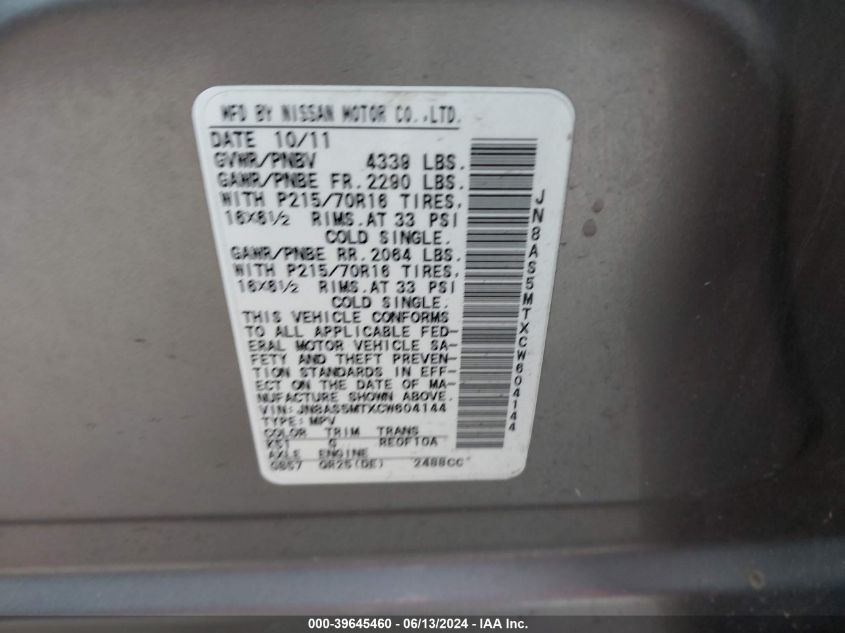 MFD BY NISSAN MOTOR CO.,LTD.
DATE 10/11
GVWR/PNBV 4339 LBS.
GAWR/PNBE FR. 2290 LBS.
WITH P215/70R16 TIRES,
16X61/2 RIMS. AT 33 PSI
COLD SINGLE.
GAWR/PNBE RR. 2064 LBS.
WITH P215/70R16 TIRES,
16X61/2 RIMS. AT 33 PSI
COLD SINGLE.
THIS VEHICLE CONFORMS
TO ALL APPLICABLE FED-
ERAL MOTOR VEHICLE SA-
FETY AND THEFT PREVEN-
TION STANDARDS IN EFF-
ECT ON THE DATE OF MA-
NUFACTURE SHOWN ABOVE.
VIN: JN8AS5MTXCW604144
TYPE: MPV
COLOR TRIM TRANS
K51 G RE0F10A
AXLE ENGINE
GB57 QR25(DE) 2488CC
JN8AS5MTXCW604144
000-39645460 - 06/13/2024 - IAA Inc.